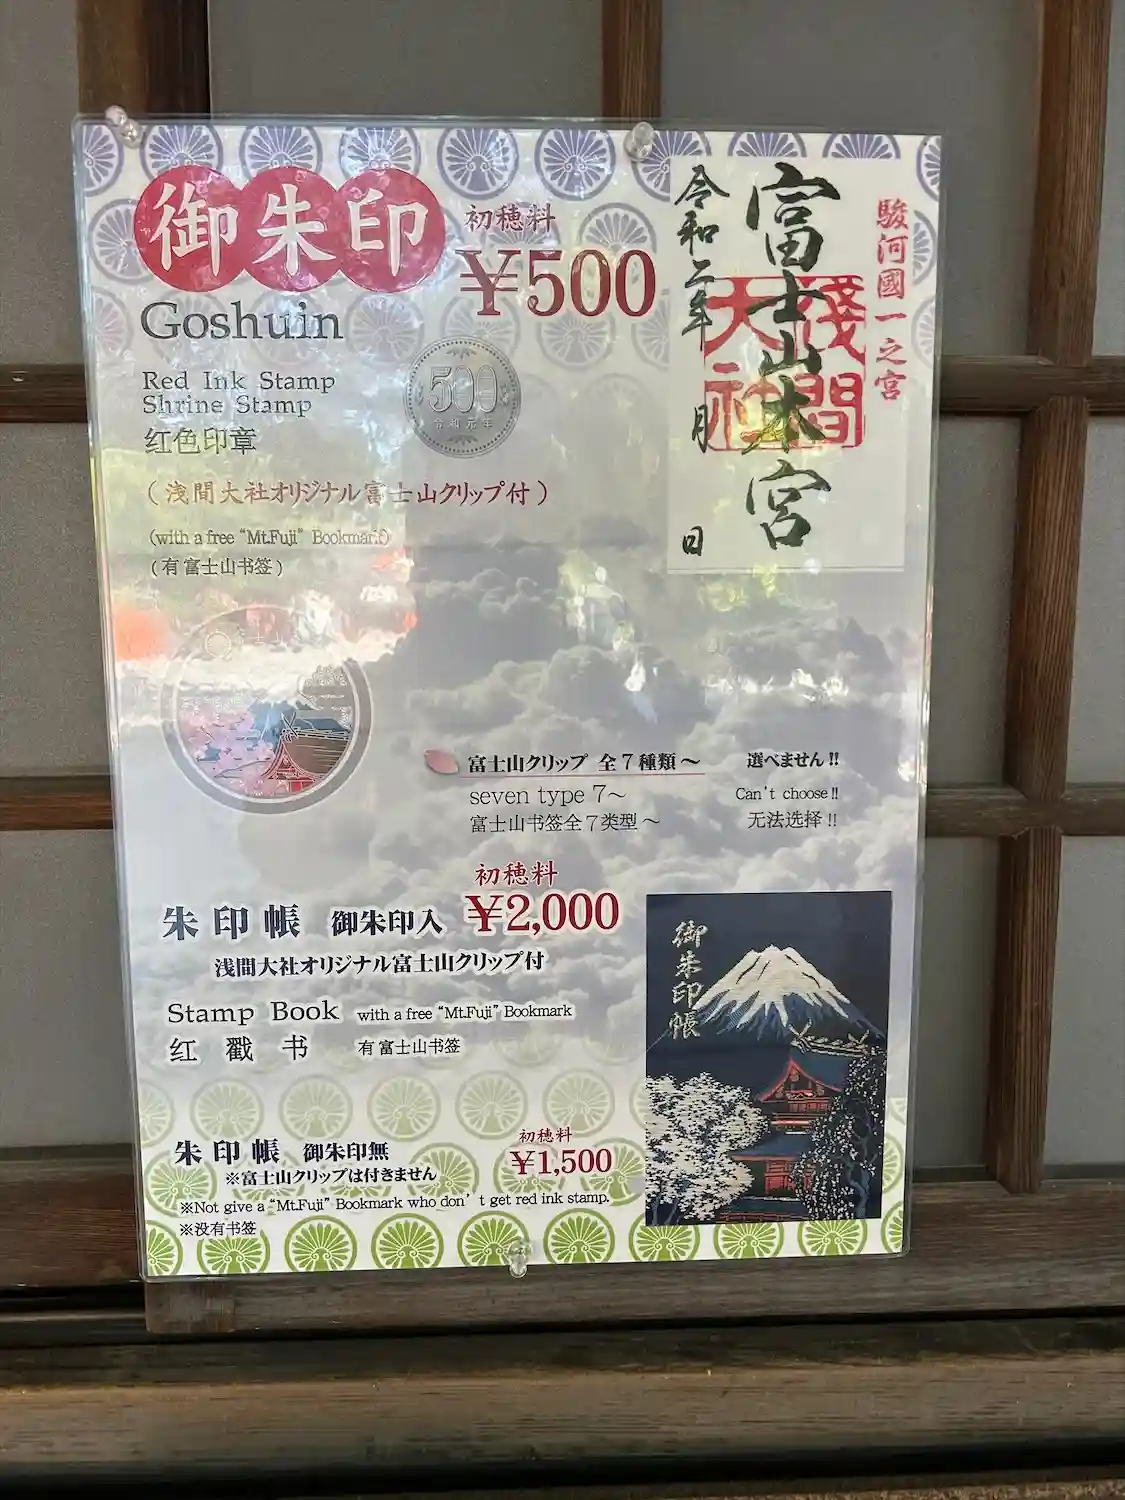 御朱印
初穂料
¥500
Goshuin
Red Ink Stamp
Shrine Stamp
红色印章
500
令和元年
(浅間大社オリジナル富士山クリップ付)
(with a free “Mt.Fuji” Bookmark)
(有富士山书签)
駿河國一之宮
富士山本宮
浅間大社
令和二年 月 日
富士山クリップ 全7種類~ 選べません!!
seven type 7~ Can't choose!!
富士山书签全7类型~ 无法选择!!
初穂料
朱印帳 御朱印入 ¥2,000
浅間大社オリジナル富士山クリップ付
Stamp Book with a free “Mt.Fuji” Bookmark
红戳书 有富士山书签
御朱印帳
初穂料
朱印帳 御朱印無 ¥1,500
※富士山クリップは付きません
※Not give a “Mt.Fuji” Bookmark who don't get red ink stamp.
※没有书签